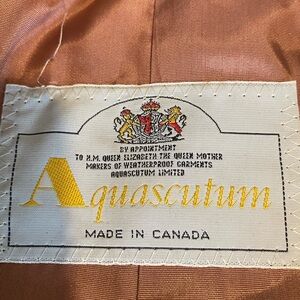 BY APPOINTMENT
TO H.M. QUEEN ELIZABETH THE QUEEN MOTHER
MAKERS OF WEATHERPROOF GARMENTS
AQUASCUTUM LIMITED
Aquascutum
MADE IN CANADA